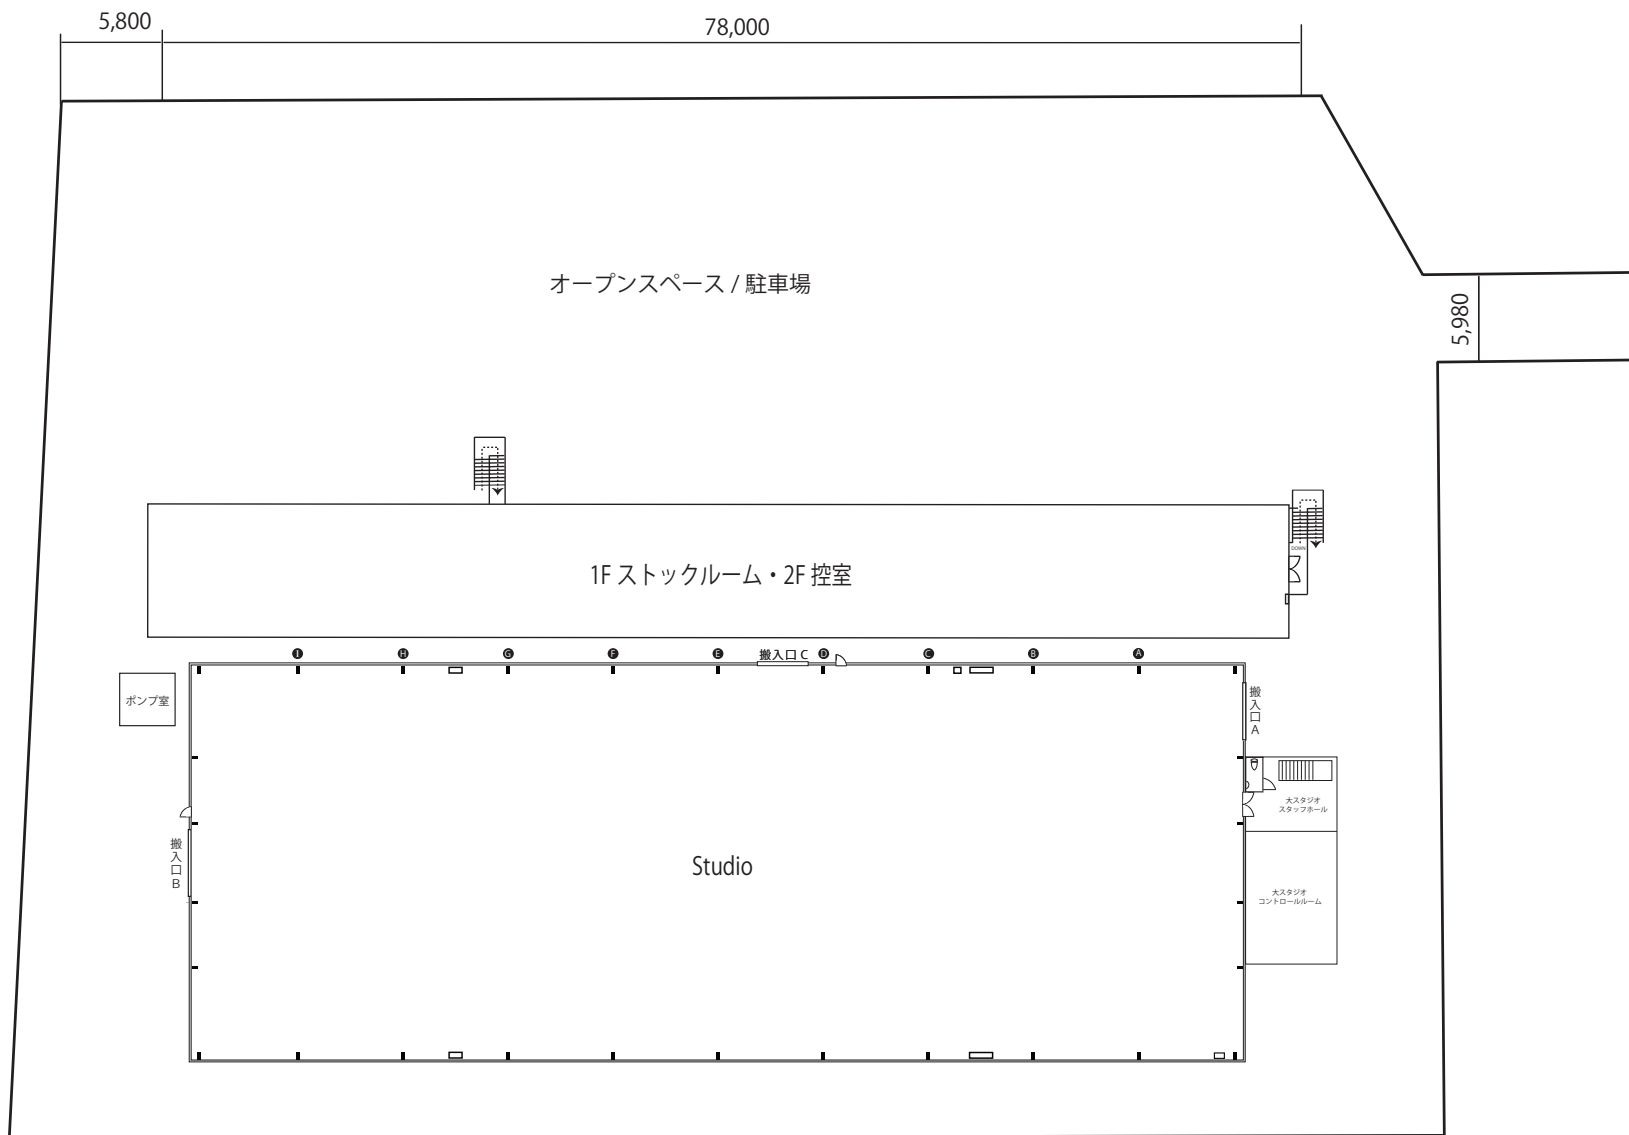 5,800
78,000
オープンスペース / 駐車場
5,980
DOWN
1F ストックルーム・2F 控室
I
H
G
F
E
搬入口 C
D
C
B
A
ポンプ室
搬入口A
大スタジオ
スタッフホール
搬入口B
Studio
大スタジオ
コントロールルーム